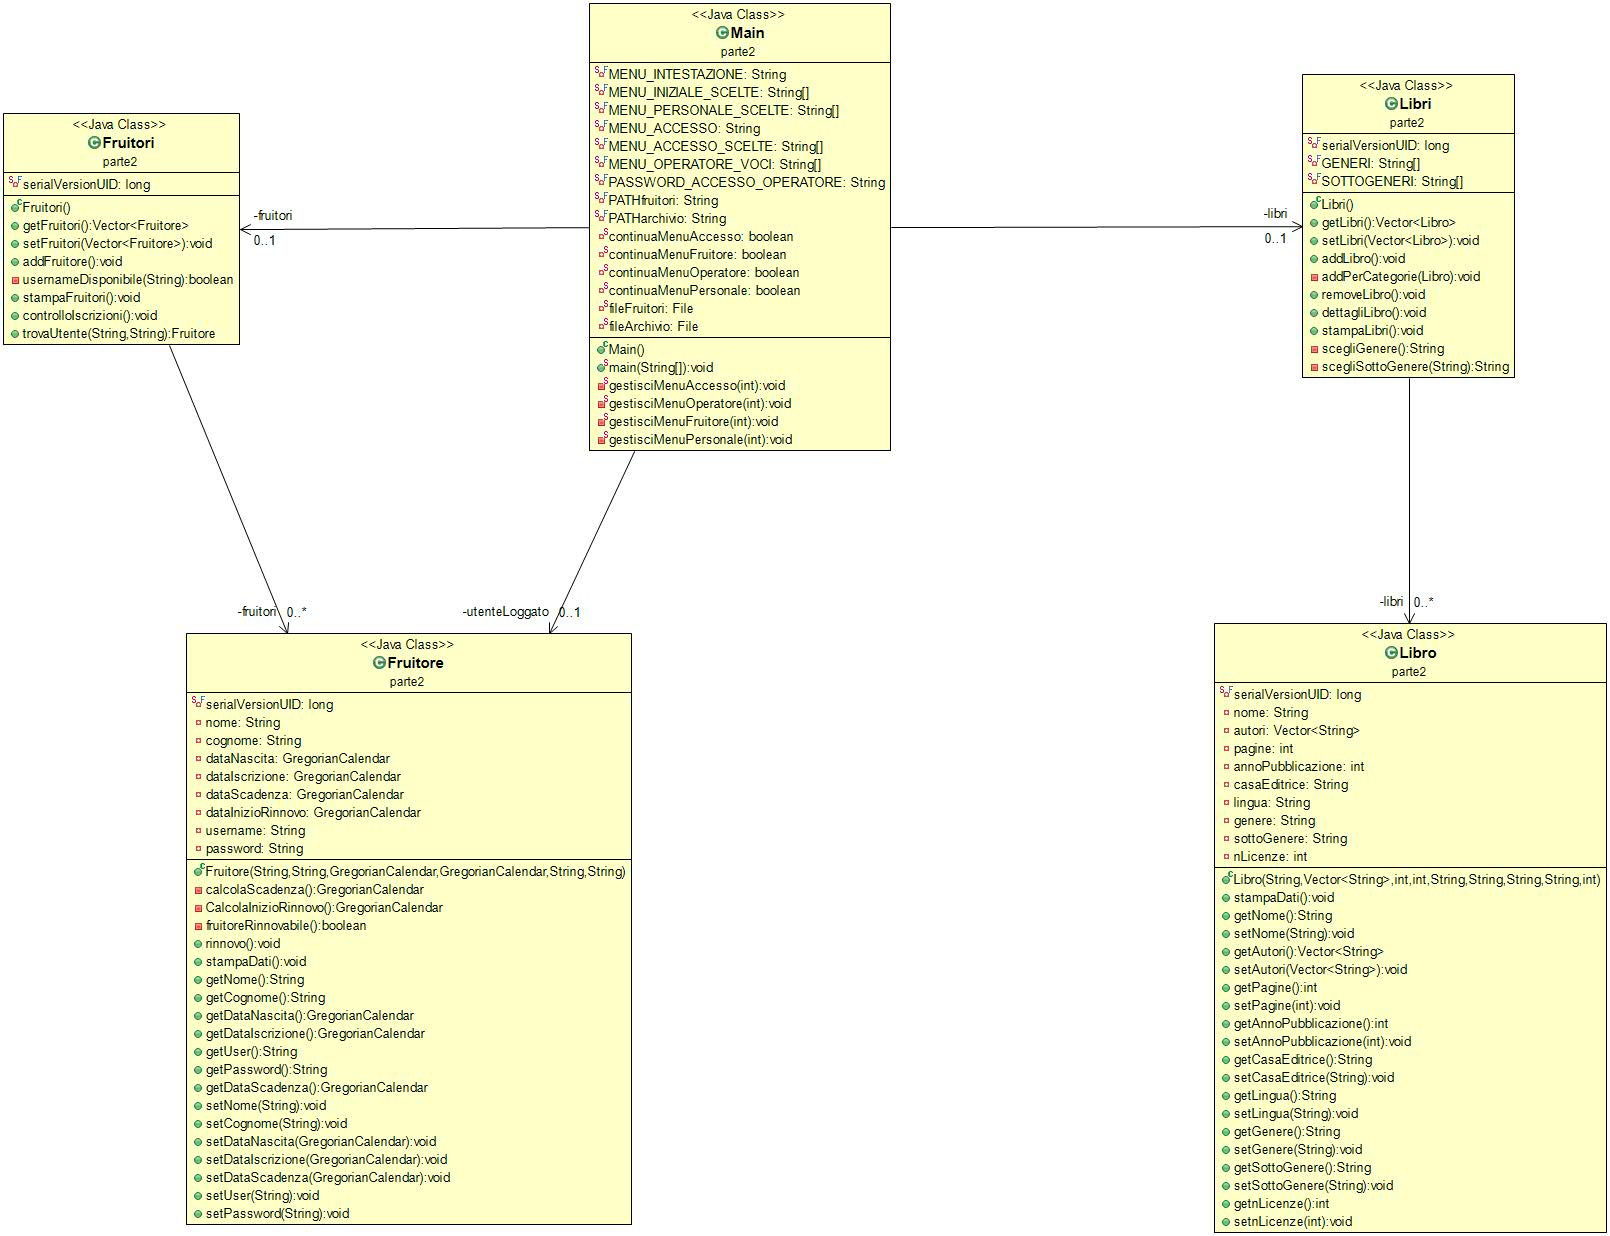 <<Java Class>>
Main
parte2
MENU_INTESTAZIONE: String
MENU_INIZIALE_SCELTE: String[]
MENU_PERSONALE_SCELTE: String[]
MENU_ACCESSO: String
MENU_ACCESSO_SCELTE: String[]
MENU_OPERATORE_VOCI: String[]
PASSWORD_ACCESSO_OPERATORE: String
PATHfruitori: String
PATHarchivio: String
continuaMenuAccesso: boolean
continuaMenuFruitore: boolean
continuaMenuOperatore: boolean
continuaMenuPersonale: boolean
fileFruitori: File
fileArchivio: File
Main()
main(String[]):void
gestisciMenuAccesso(int):void
gestisciMenuOperatore(int):void
gestisciMenuFruitore(int):void
gestisciMenuPersonale(int):void
<<Java Class>>
Fruitori
parte2
serialVersionUID: long
Fruitori()
getFruitori():Vector<Fruitore>
setFruitori(Vector<Fruitore>):void
addFruitore():void
usernameDisponibile(String):boolean
stampaFruitori():void
controlloIscrizioni():void
trovaUtente(String,String):Fruitore
-fruitori
0..1
-libri
0..1
<<Java Class>>
Libri
parte2
serialVersionUID: long
GENERI: String[]
SOTTOGENERI: String[]
Libri()
getLibri():Vector<Libro>
setLibri(Vector<Libro>):void
addLibro():void
addPerCategorie(Libro):void
removeLibro():void
dettagliLibro():void
stampaLibri():void
scegliGenere():String
scegliSottoGenere(String):String
-fruitori 0..*
-utenteLoggato 0..1
-libri 0..*
<<Java Class>>
Fruitore
parte2
serialVersionUID: long
nome: String
cognome: String
dataNascita: GregorianCalendar
dataIscrizione: GregorianCalendar
dataScadenza: GregorianCalendar
dataInizioRinnovo: GregorianCalendar
username: String
password: String
Fruitore(String,String,GregorianCalendar,GregorianCalendar,String,String)
calcolaScadenza():GregorianCalendar
CalcolaInizioRinnovo():GregorianCalendar
fruitoreRinnovabile():boolean
rinnovo():void
stampaDati():void
getNome():String
getCognome():String
getDataNascita():GregorianCalendar
getDataIscrizione():GregorianCalendar
getUser():String
getPassword():String
getDataScadenza():GregorianCalendar
setNome(String):void
setCognome(String):void
setDataNascita(GregorianCalendar):void
setDataIscrizione(GregorianCalendar):void
setDataScadenza(GregorianCalendar):void
setUser(String):void
setPassword(String):void
<<Java Class>>
Libro
parte2
serialVersionUID: long
nome: String
autori: Vector<String>
pagine: int
annoPubblicazione: int
casaEditrice: String
lingua: String
genere: String
sottoGenere: String
nLicenze: int
Libro(String,Vector<String>,int,int,String,String,String,String,int)
stampaDati():void
getNome():String
setNome(String):void
getAutori():Vector<String>
setAutori(Vector<String>):void
getPagine():int
setPagine(int):void
getAnnoPubblicazione():int
setAnnoPubblicazione(int):void
getCasaEditrice():String
setCasaEditrice(String):void
getLingua():String
setLingua(String):void
getGenere():String
setGenere(String):void
getSottoGenere():String
setSottoGenere(String):void
getnLicenze():int
setnLicenze(int):void